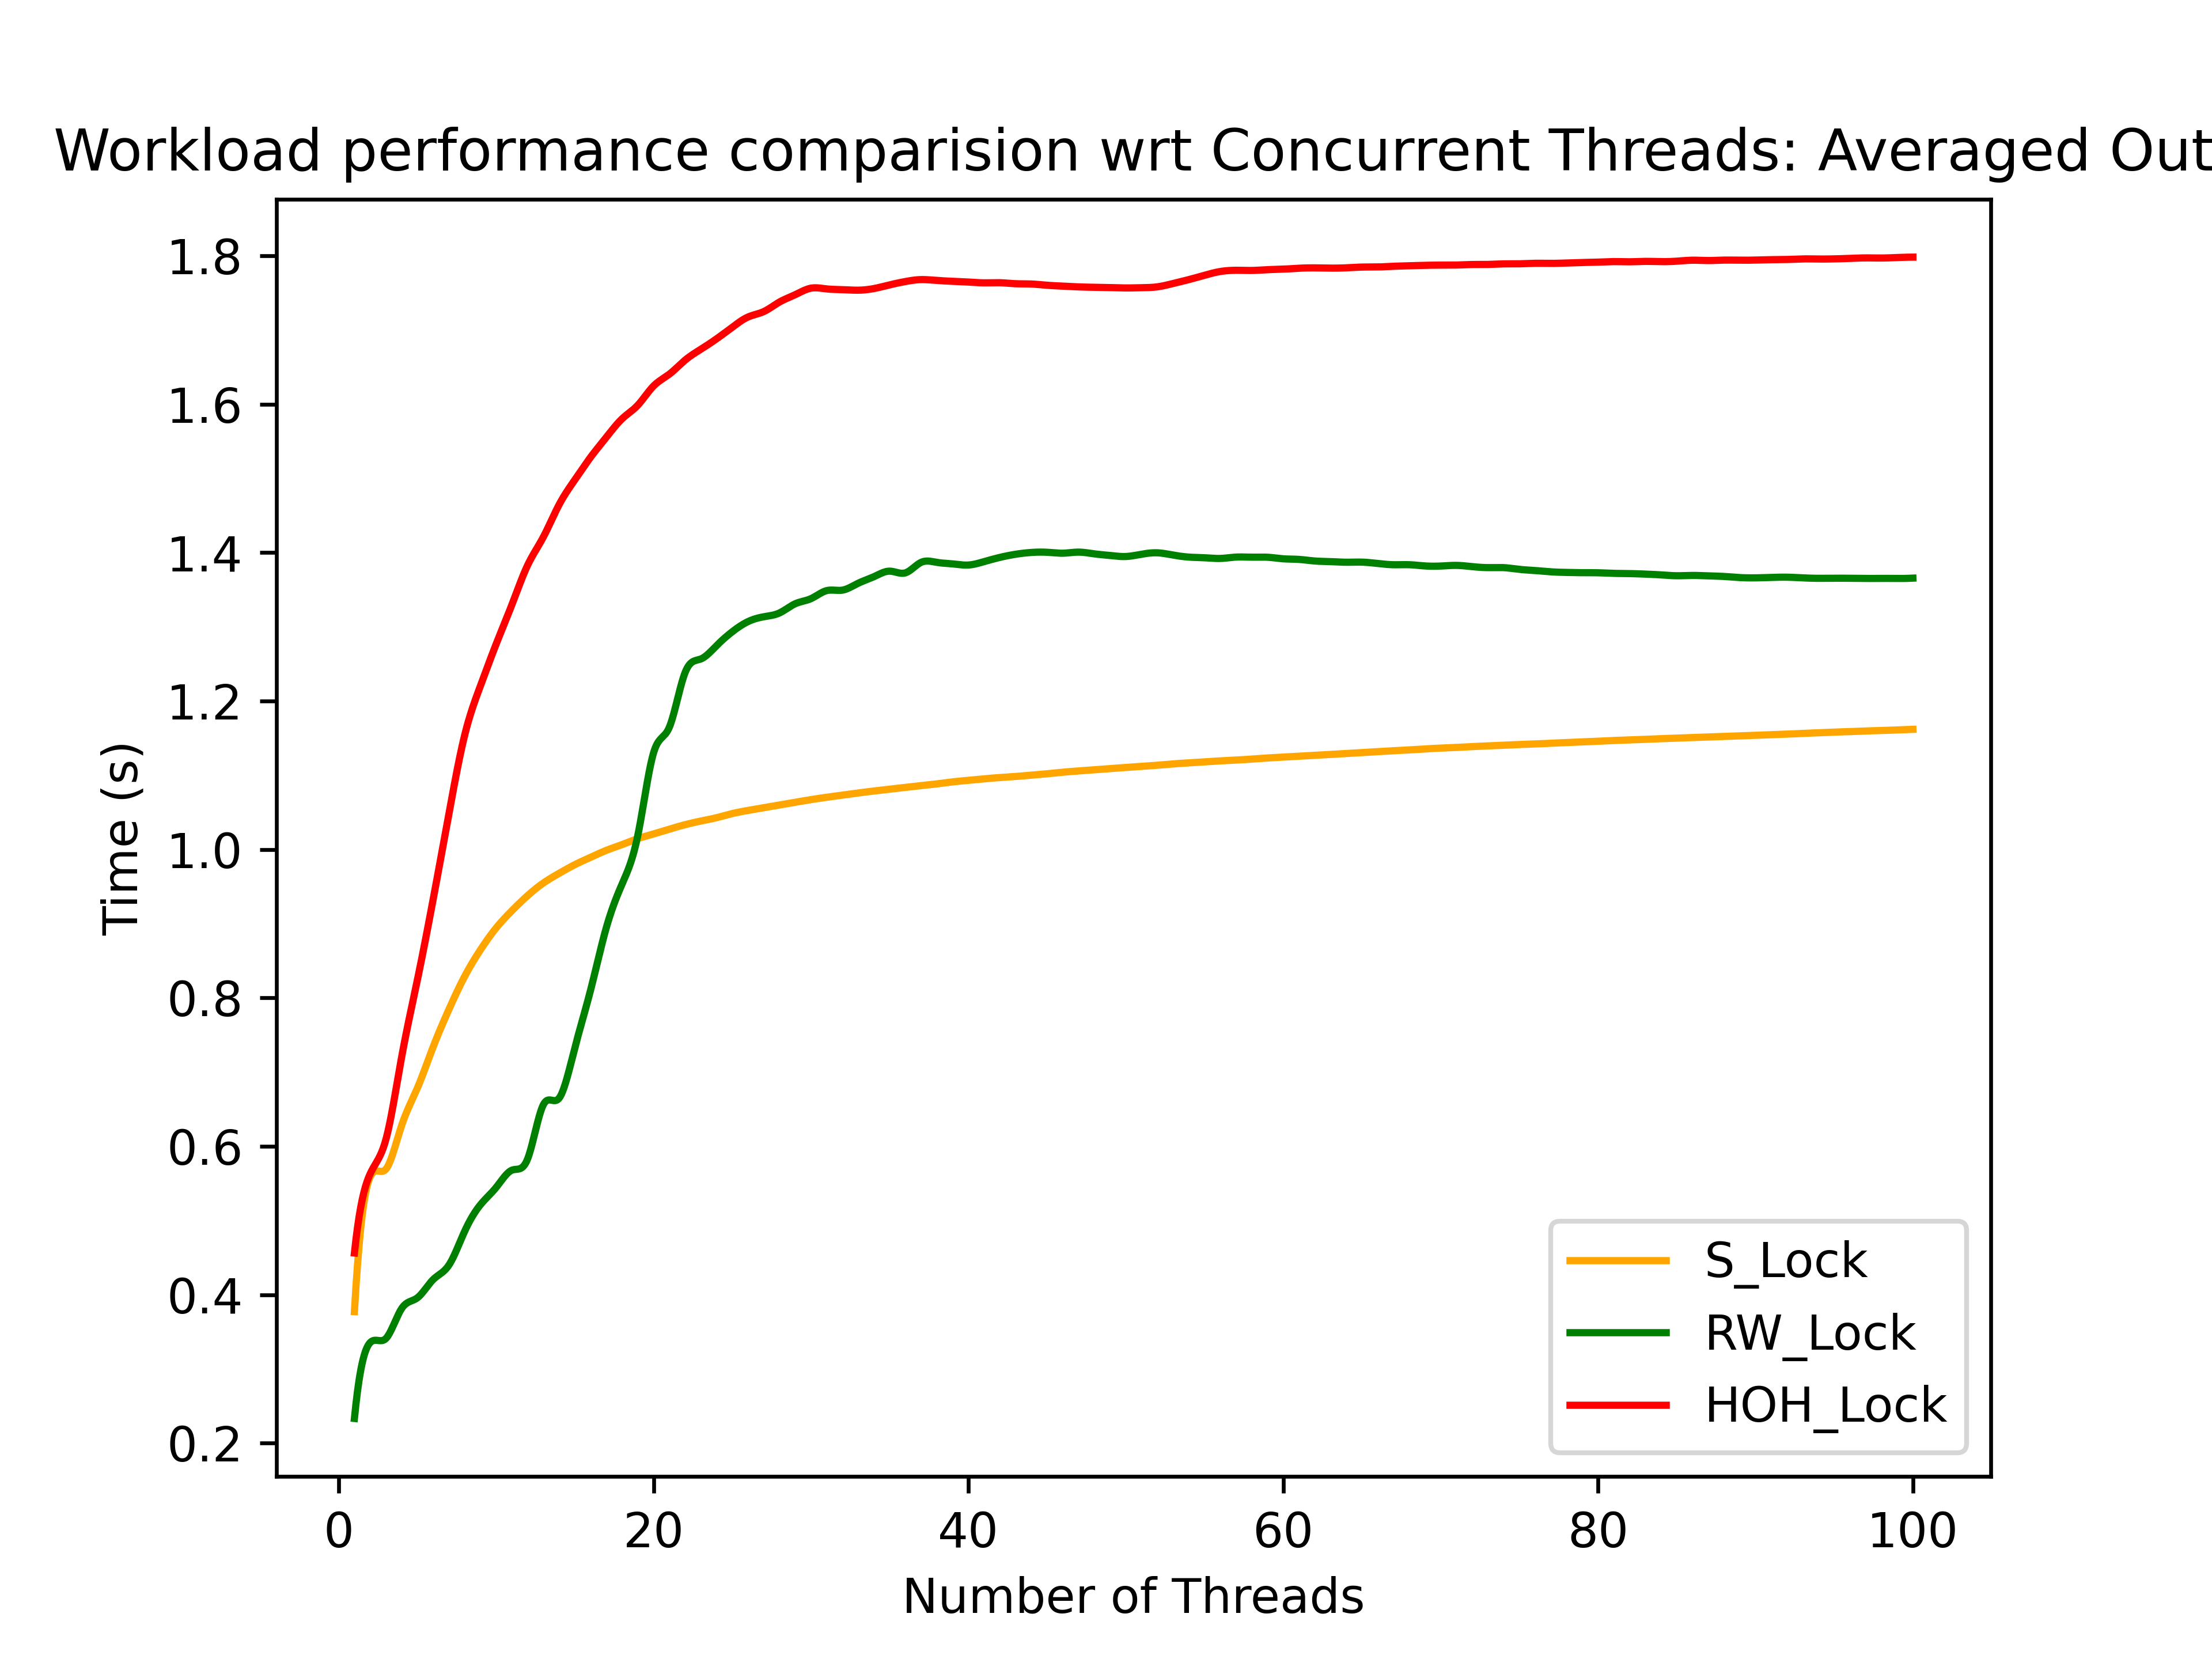 Workload performance comparision wrt Concurrent Threads: Averaged Out
1.8
1.6
1.4
1.2
1.0
0.8
0.6
0.4
0.2
Time (s)
S_Lock
RW_Lock
HOH_Lock
0 20 40 60 80 100
Number of Threads